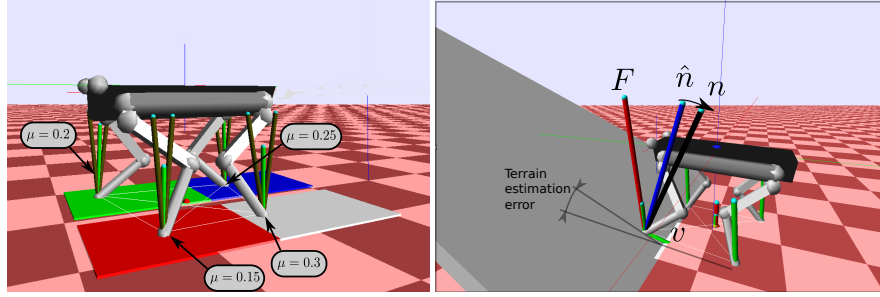 μ = 0.2
μ = 0.25
μ = 0.15
μ = 0.3
F
n̂
n
Terrain
estimation
error
v